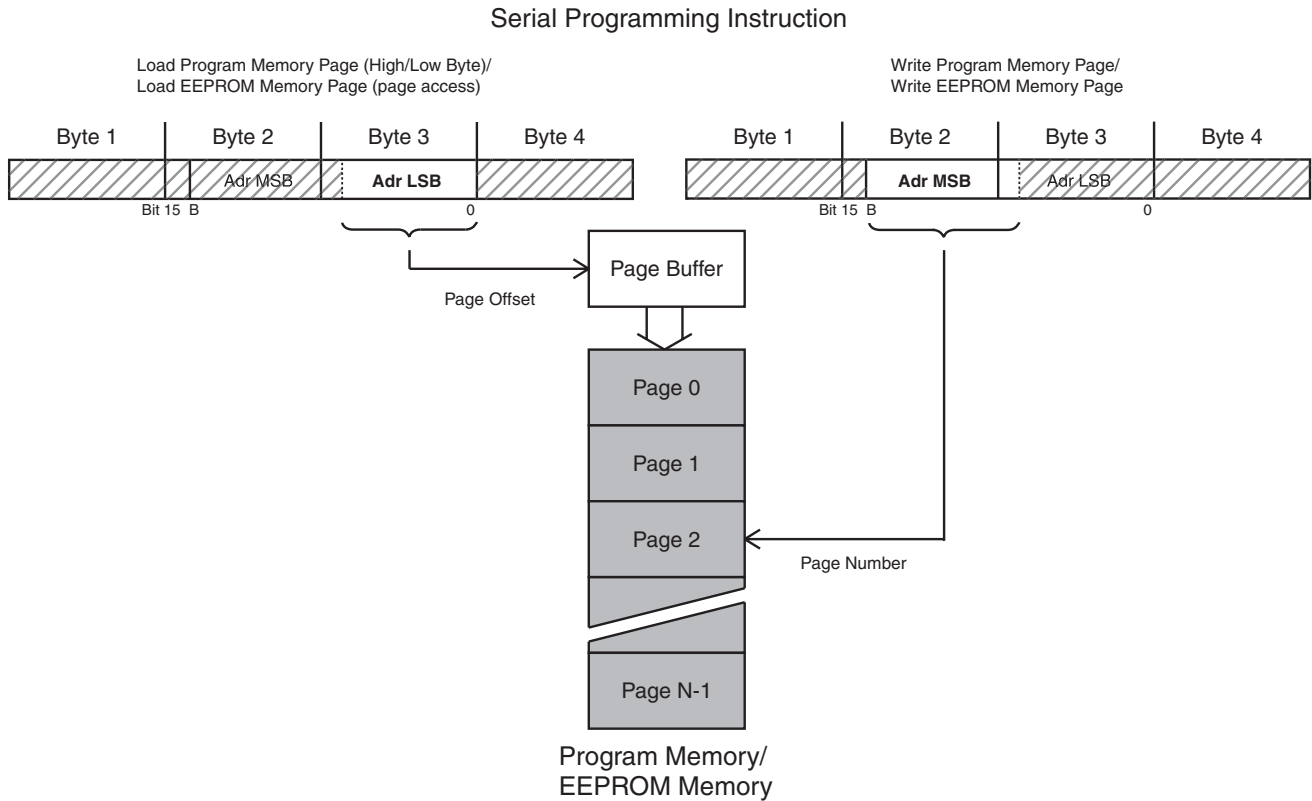 Serial Programming Instruction
Load Program Memory Page (High/Low Byte)/
Load EEPROM Memory Page (page access)
Write Program Memory Page/
Write EEPROM Memory Page
Byte 1 Byte 2 Byte 3 Byte 4
Byte 1 Byte 2 Byte 3 Byte 4
Adr MSB Adr LSB
Adr MSB Adr LSB
Bit 15 B 0
Bit 15 B 0
Page Buffer
Page Offset
Page 0
Page 1
Page 2
Page Number
Page N-1
Program Memory/
EEPROM Memory